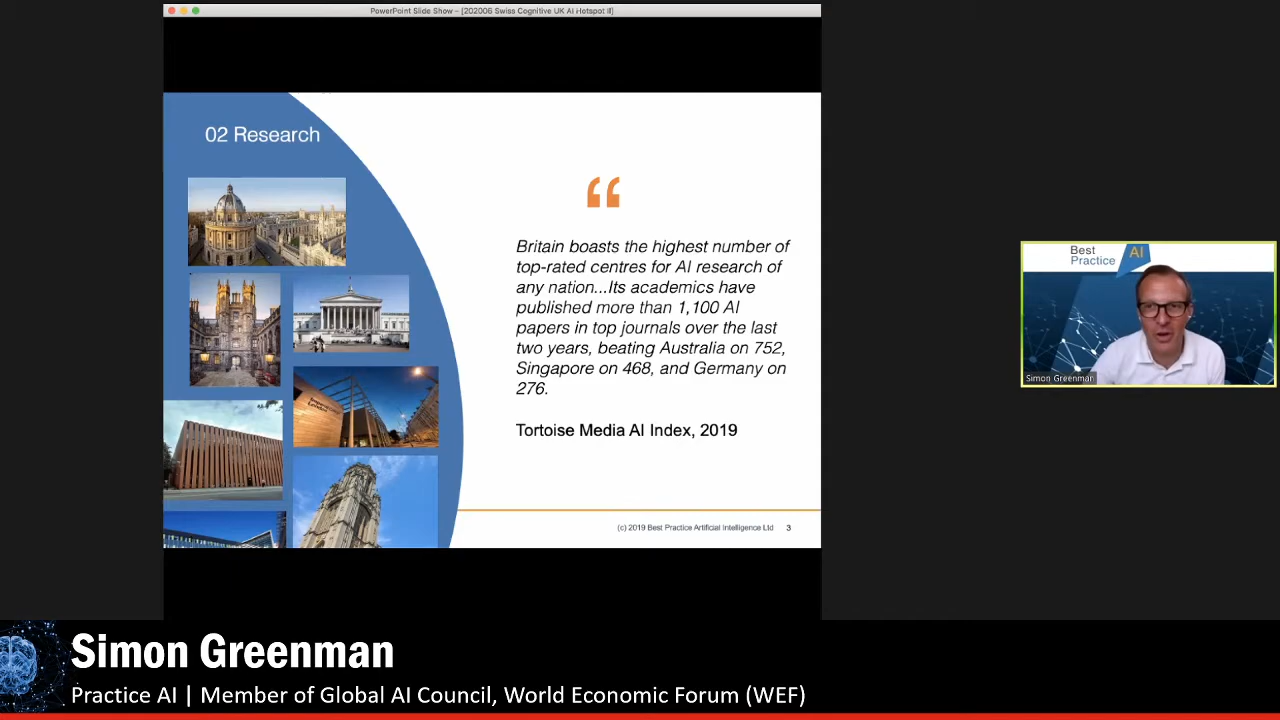 PowerPoint Slide Show - [202006 Swiss Cognitive UK AI Hotspot lf]
02 Research
“
Britain boasts the highest number of
top-rated centres for AI research of
any nation...Its academics have
published more than 1,100 AI
papers in top journals over the last
two years, beating Australia on 752,
Singapore on 468, and Germany on
276.
Tortoise Media AI Index, 2019
(c) 2019 Best Practice Artificial Intelligence Ltd 3
Best
Practice
AI
Simon Greenman
Simon Greenman
Practice AI | Member of Global AI Council, World Economic Forum (WEF)